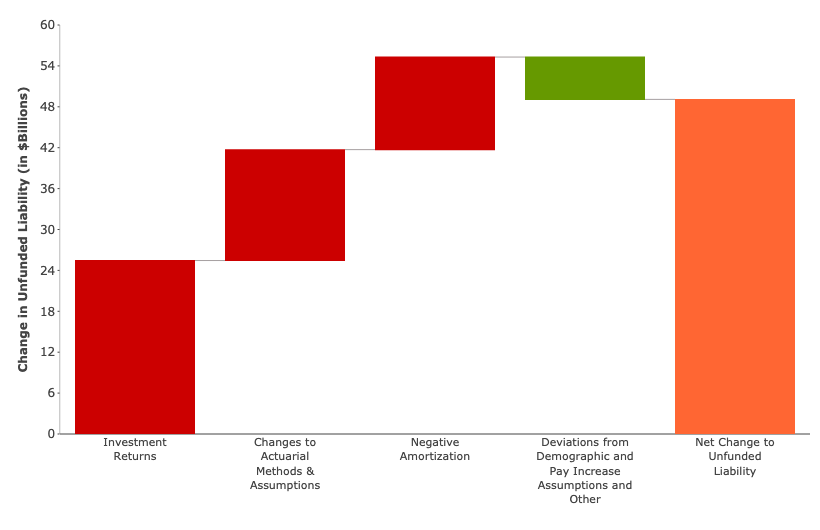 Change in Unfunded Liability (in $Billions)
60
54
48
42
36
30
24
18
12
6
0
Investment
Returns
Changes to
Actuarial
Methods &
Assumptions
Negative
Amortization
Deviations from
Demographic and
Pay Increase
Assumptions and
Other
Net Change to
Unfunded
Liability